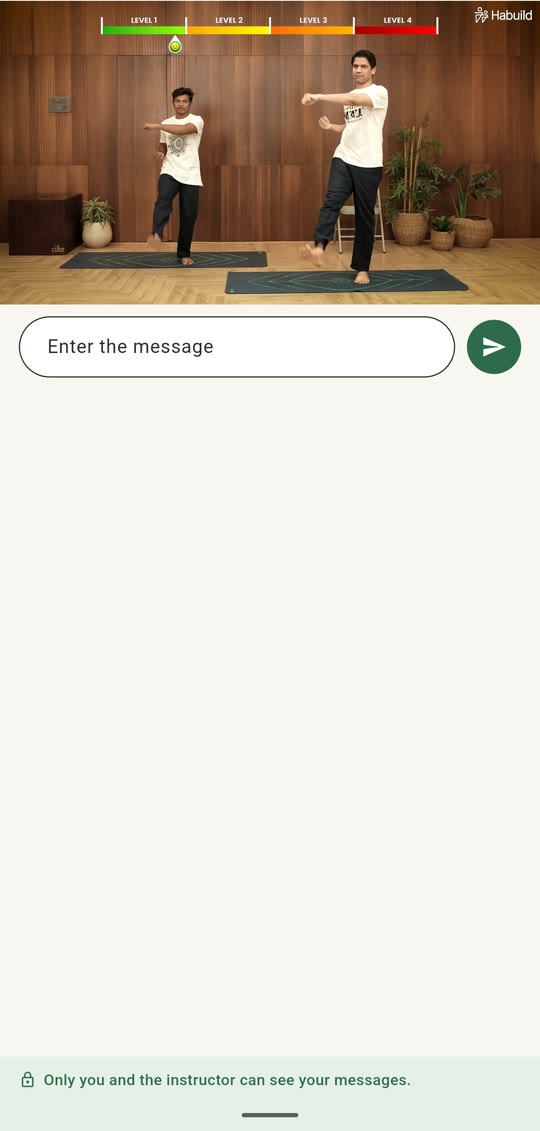 LEVEL 1
LEVEL 2
LEVEL 3
LEVEL 4
Habuild
Enter the message
Only you and the instructor can see your messages.